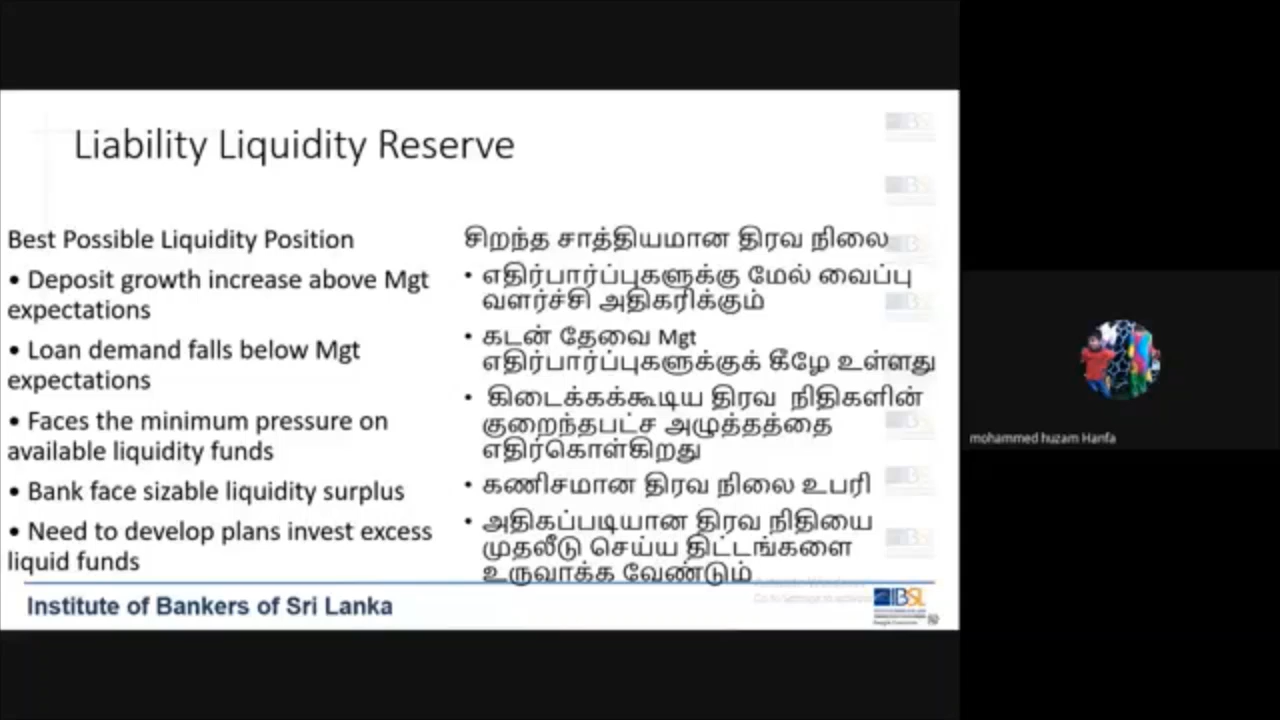 Liability Liquidity Reserve
Best Possible Liquidity Position
• Deposit growth increase above Mgt
expectations
• Loan demand falls below Mgt
expectations
• Faces the minimum pressure on
available liquidity funds
• Bank face sizable liquidity surplus
• Need to develop plans invest excess
liquid funds
சிறந்த சாத்தியமான திரவ நிலை
• எதிர்பார்ப்புகளுக்கு மேல் வைப்பு
வளர்ச்சி அதிகரிக்கும்
• கடன் தேவை Mgt
எதிர்பார்ப்புகளுக்குக் கீழே உள்ளது
• கிடைக்கக்கூடிய திரவ நிதிகளின்
குறைந்தபட்ச அழுத்தத்தை
எதிர்கொள்கிறது
• கணிசமான திரவ நிலை உபரி
• அதிகப்படியான திரவ நிதியை
முதலீடு செய்ய திட்டங்களை
உருவாக்க வேண்டும்
Institute of Bankers of Sri Lanka
IBSL
mohammed huzam Hanfa